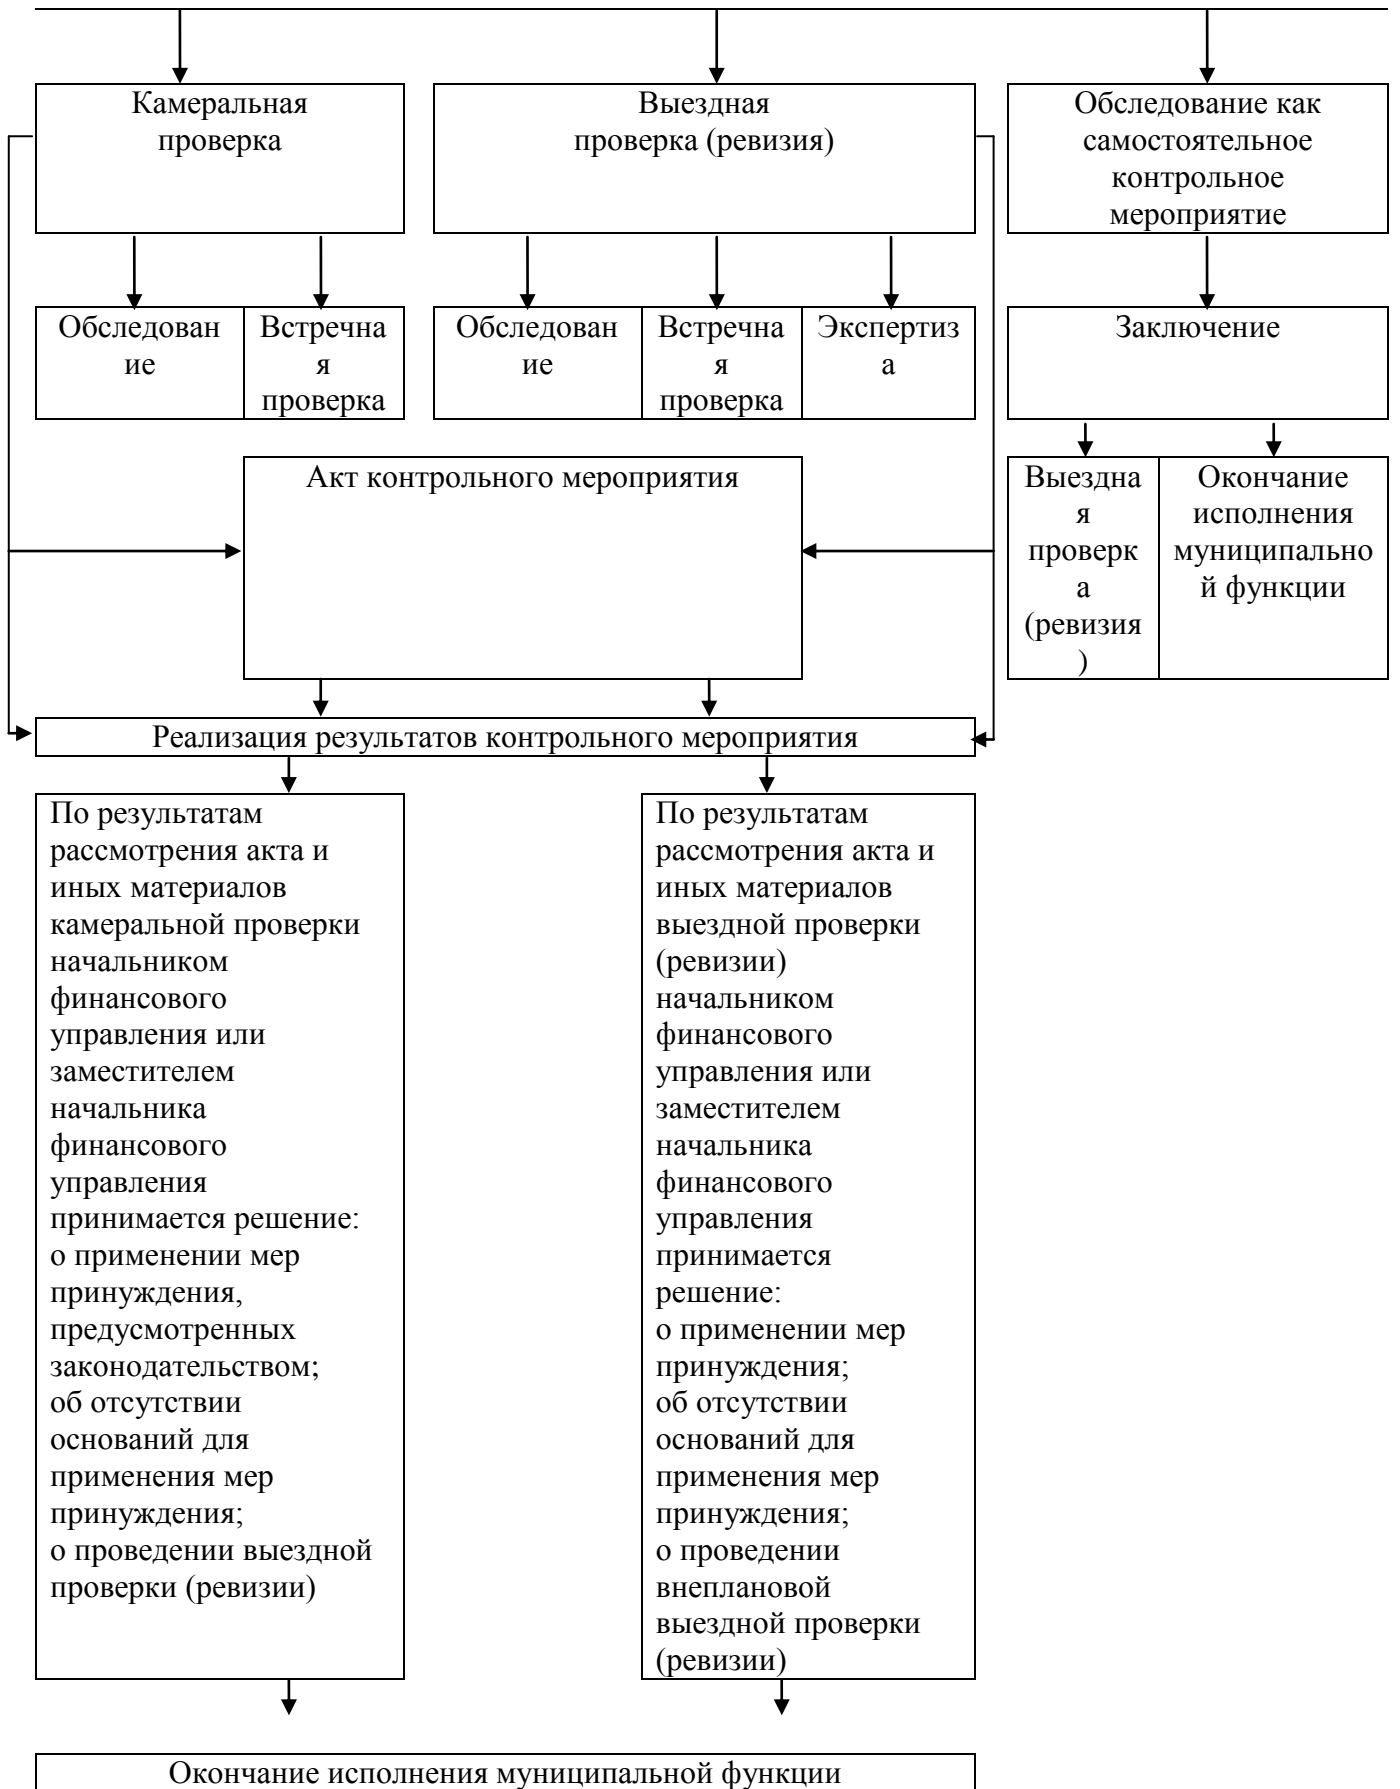 Камеральная
проверка
Выездная
проверка (ревизия)
Обследование как
самостоятельное
контрольное
мероприятие
Обследован
ие
Встречна
я
проверка
Обследован
ие
Встречна
я
проверка
Экспертиз
а
Заключение
Акт контрольного мероприятия
Выездна
я
проверк
а
(ревизия
)
Окончание
исполнения
муниципально
й функции
Реализация результатов контрольного мероприятия
По результатам
рассмотрения акта и
иных материалов
камеральной проверки
начальником
финансового
управления или
заместителем
начальника
финансового
управления
принимается решение:
о применении мер
принуждения,
предусмотренных
законодательством;
об отсутствии
оснований для
применения мер
принуждения;
о проведении выездной
проверки (ревизии)
По результатам
рассмотрения акта и
иных материалов
выездной проверки
(ревизии)
начальником
финансового
управления или
заместителем
начальника
финансового
управления
принимается
решение:
о применении мер
принуждения;
об отсутствии
оснований для
применения мер
принуждения;
о проведении
внеплановой
выездной проверки
(ревизии)
Окончание исполнения муниципальной функции